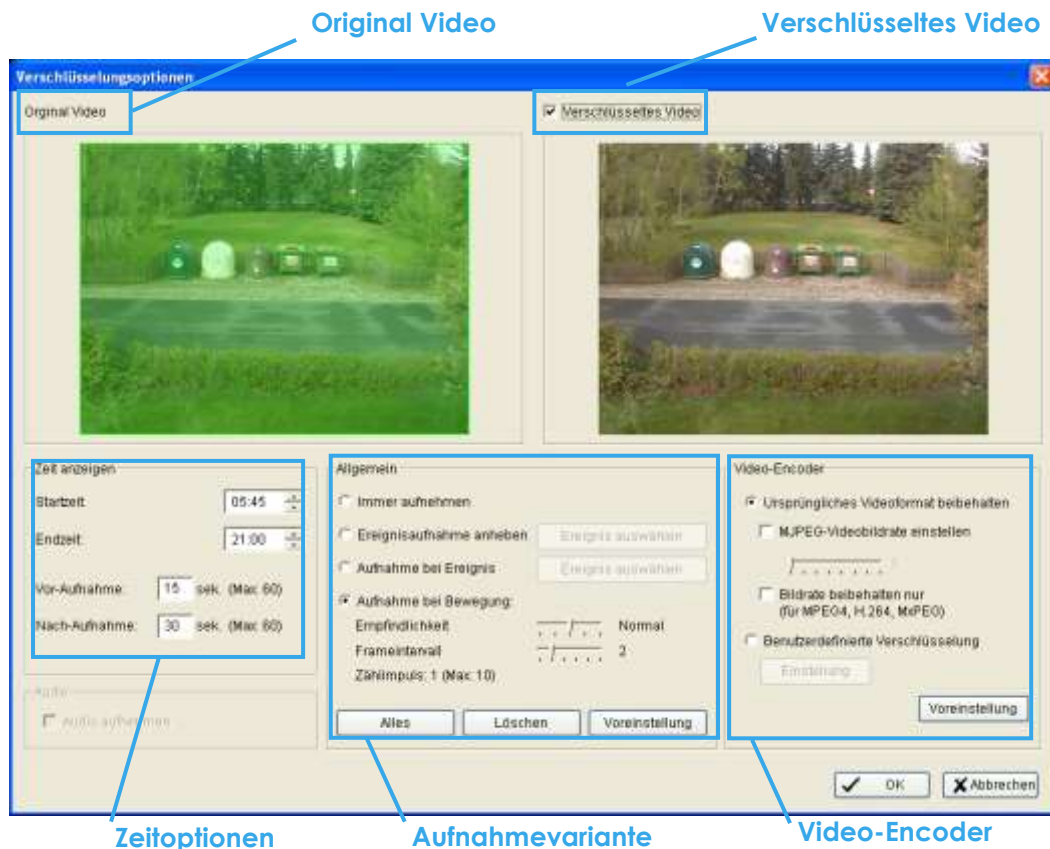 Original Video
Verschlüsseltes Video
Verschlüsselungsoptionen
Orginal Video
Verschlüsseltes Video
Zeit anzeigen
Startzeit:
05:45
Endzeit:
21:00
Vor-Aufnahme:
15
sek. (Max: 60)
Nach-Aufnahme:
30
sek. (Max: 60)
Audio
Audio aufnehmen
Allgemein
Immer aufnehmen
Ereignisaufnahme anheben
Ereignis auswählen
Aufnahme bei Ereignis
Ereignis auswählen
Aufnahme bei Bewegung:
Empfindlichkeit
Normal
Frameintervall
2
Zählimpuls: 1 (Max: 10)
Alles
Löschen
Voreinstellung
Video-Encoder
Ursprüngliches Videoformat beibehalten
MJPEG-Videobildrate einstellen
Bildrate beibehalten nur
(für MPEG4, H.264, MxPEG)
Benutzerdefinierte Verschlüsselung
Einstellung
Voreinstellung
OK
Abbrechen
Zeitoptionen
Aufnahmevariante
Video-Encoder